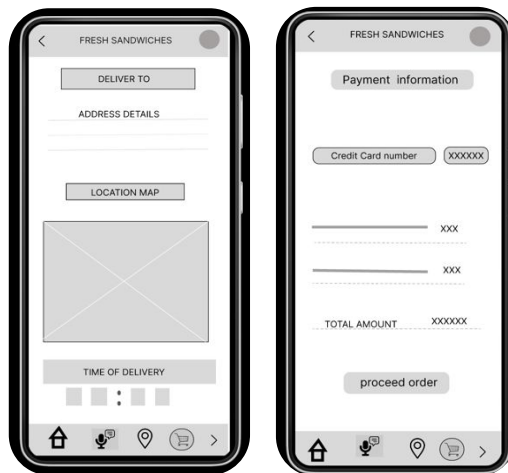 FRESH SANDWICHES
DELIVER TO
ADDRESS DETAILS
LOCATION MAP
TIME OF DELIVERY
:
FRESH SANDWICHES
Payment information
Credit Card number XXXXXX
XXX
XXX
TOTAL AMOUNT XXXXXX
proceed order